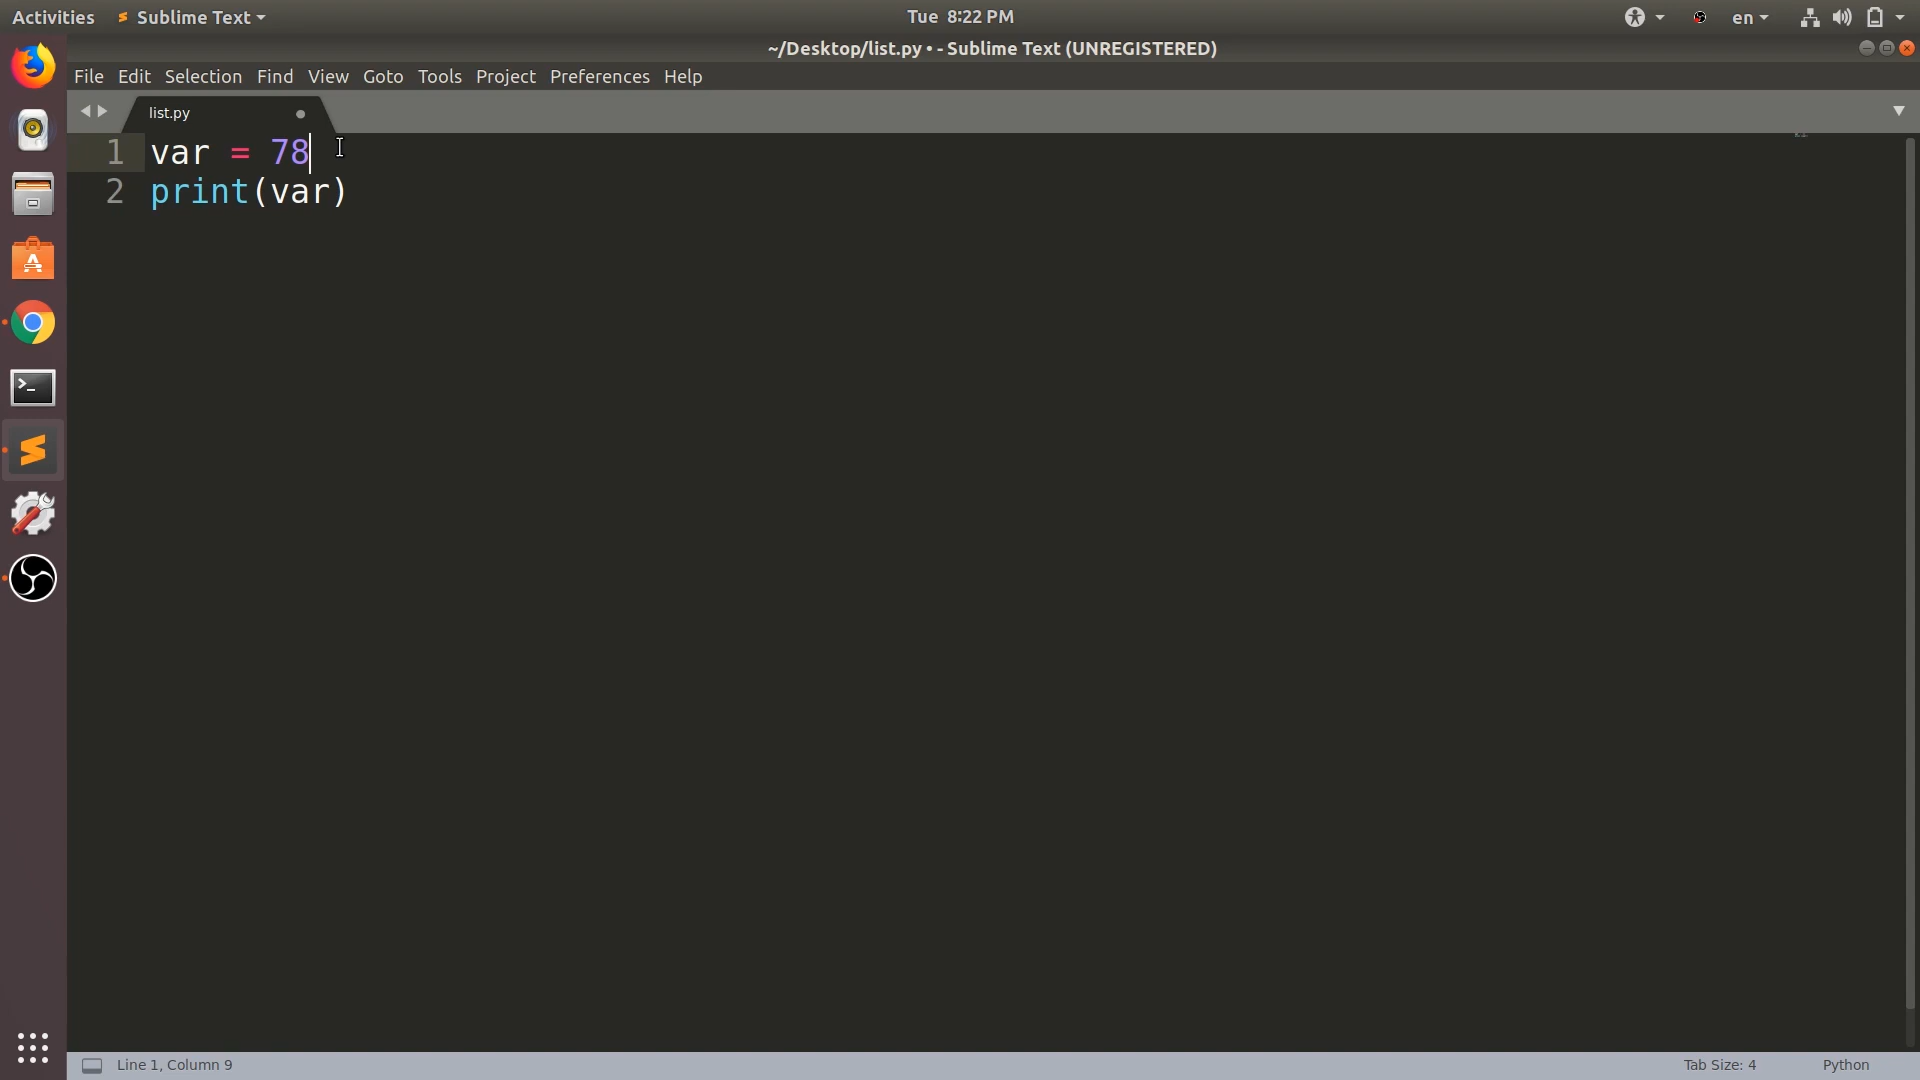 Activities Sublime Text Tue 8:22 PM en
~/Desktop/list.py • - Sublime Text (UNREGISTERED)
File Edit Selection Find View Goto Tools Project Preferences Help
list.py
1 var = 78
2 print(var)
Line 1, Column 9 Tab Size: 4 Python